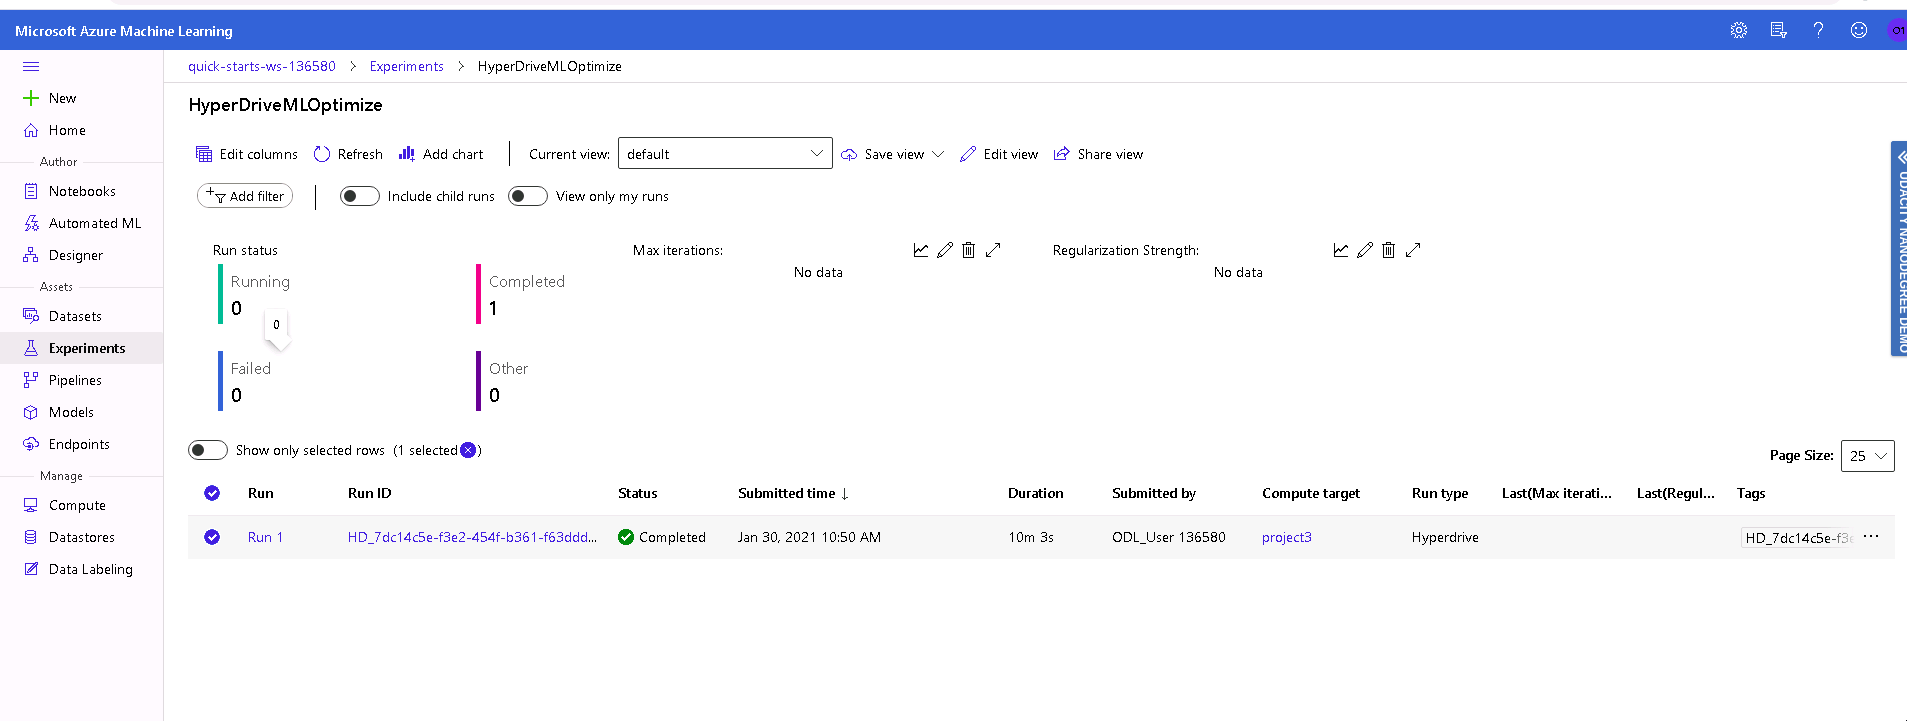 Microsoft Azure Machine Learning
quick-starts-ws-136580 > Experiments > HyperDriveMLOptimize
New
Home
Author
Notebooks
Automated ML
Designer
Assets
Datasets
Experiments
Pipelines
Models
Endpoints
Manage
Compute
Datastores
Data Labeling
HyperDriveMLOptimize
Edit columns Refresh Add chart Current view: default Save view Edit view Share view
Add filter Include child runs View only my runs
Run status
Running
0
Completed
1
0
Failed
0
Other
0
Max iterations:
No data
Regularization Strength:
No data
UDACITY NANODEGREE DEMO
Show only selected rows (1 selected )
Page Size: 25
Run Run ID Status Submitted time ↓ Duration Submitted by Compute target Run type Last(Max iterati... Last(Regul... Tags
Run 1 HD_7dc14c5e-f3e2-454f-b361-f63ddd... Completed Jan 30, 2021 10:50 AM 10m 3s ODL_User 136580 project3 Hyperdrive HD_7dc14c5e-f3e ...